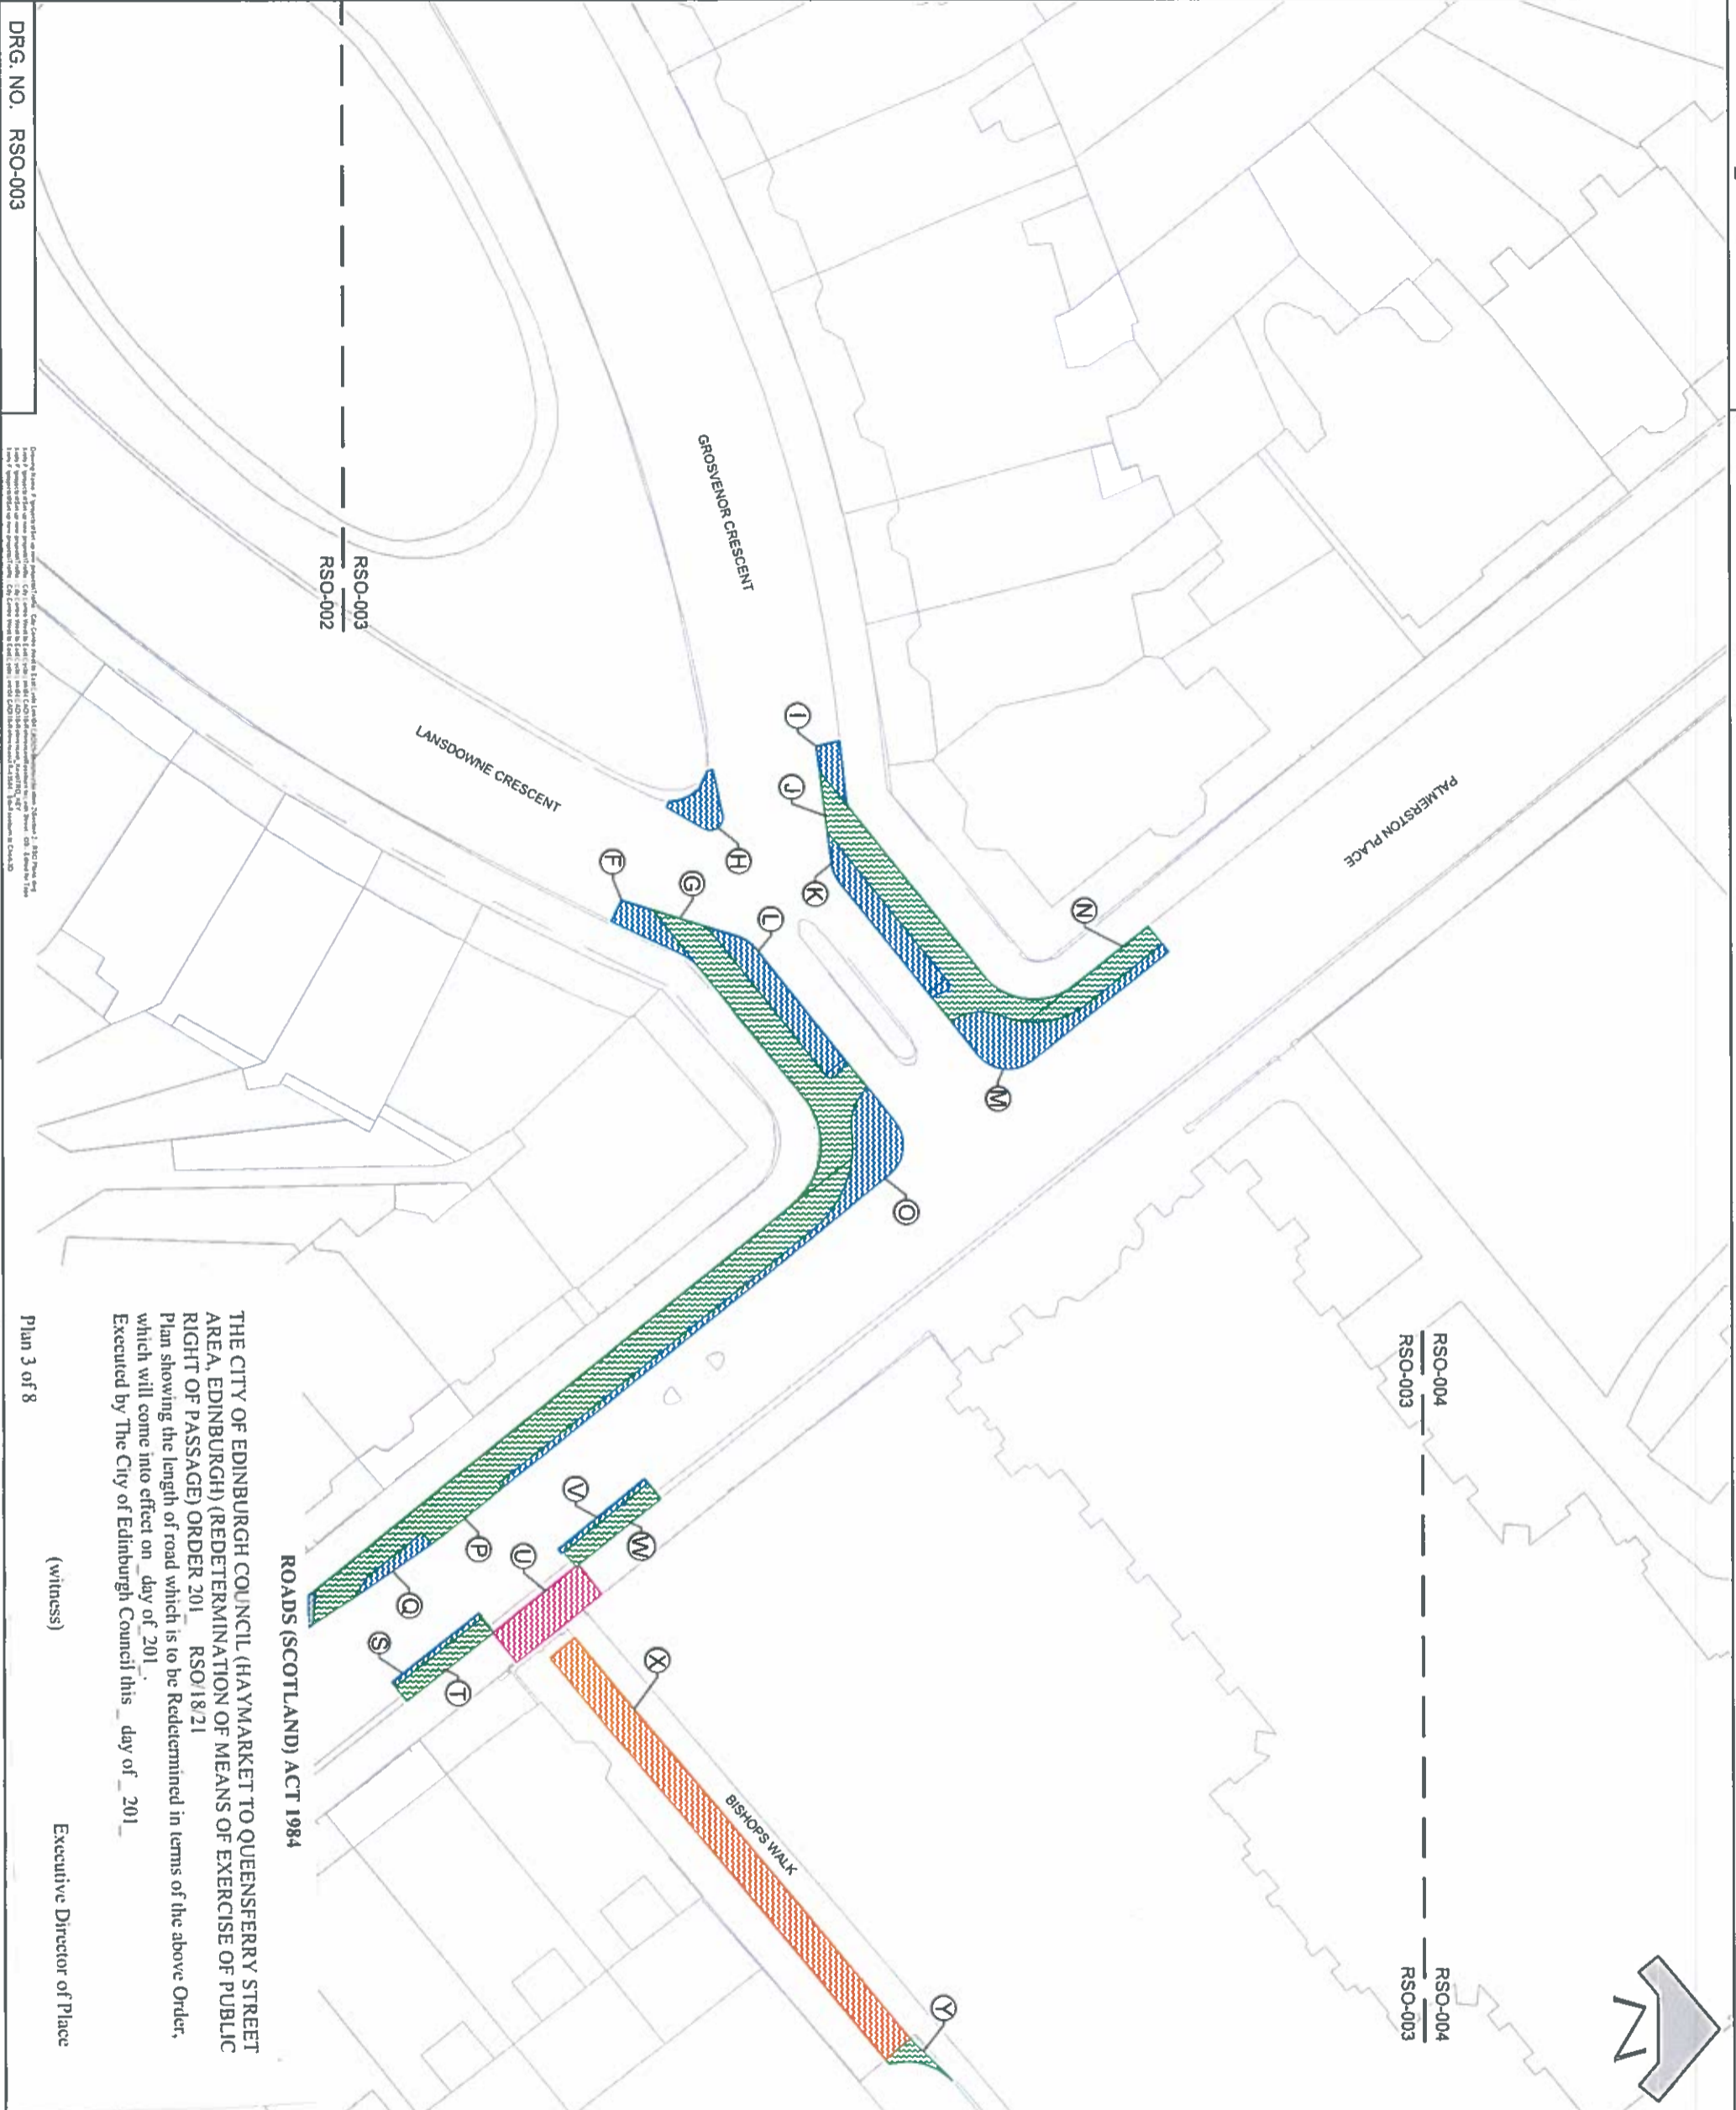 RSO-004
RSO-003
RSO-004
RSO-003
N
PALMERSTON PLACE
GROSVENOR CRESCENT
LANSDOWNE CRESCENT
BISHOPS WALK
RSO-003
RSO-002
I
J
K
H
F
G
L
N
M
O
V
W
U
P
Q
S
T
X
Y
ROADS (SCOTLAND) ACT 1984
THE CITY OF EDINBURGH COUNCIL (HAYMARKET TO QUEENSFERRY STREET
AREA, EDINBURGH) (REDETERMINATION OF MEANS OF EXERCISE OF PUBLIC
RIGHT OF PASSAGE) ORDER 201_ RSO/18/21
Plan showing the length of road which is to be Redetermined in terms of the above Order,
which will come into effect on _ day of 201_.
Executed by The City of Edinburgh Council this _ day of _ 201_
(witness)
Executive Director of Place
Plan 3 of 8
DRG. NO. RSO-003